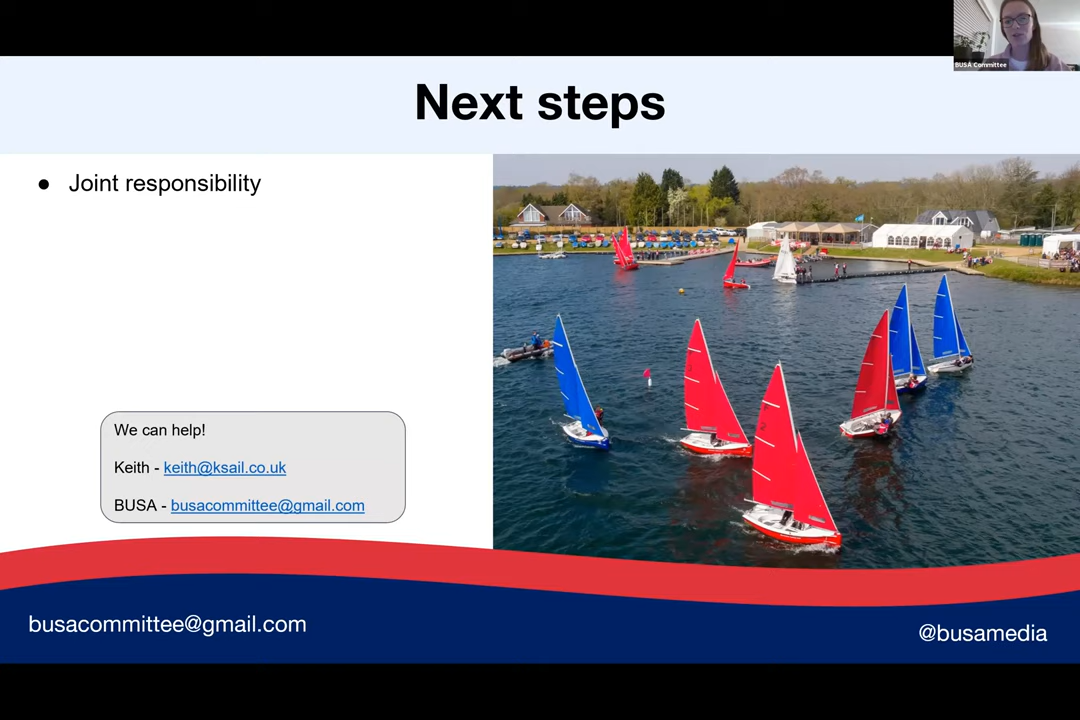 BUSA Committee
Next steps
● Joint responsibility
We can help!
Keith - keith@ksail.co.uk
BUSA - busacommittee@gmail.com
busacommittee@gmail.com
@busamedia